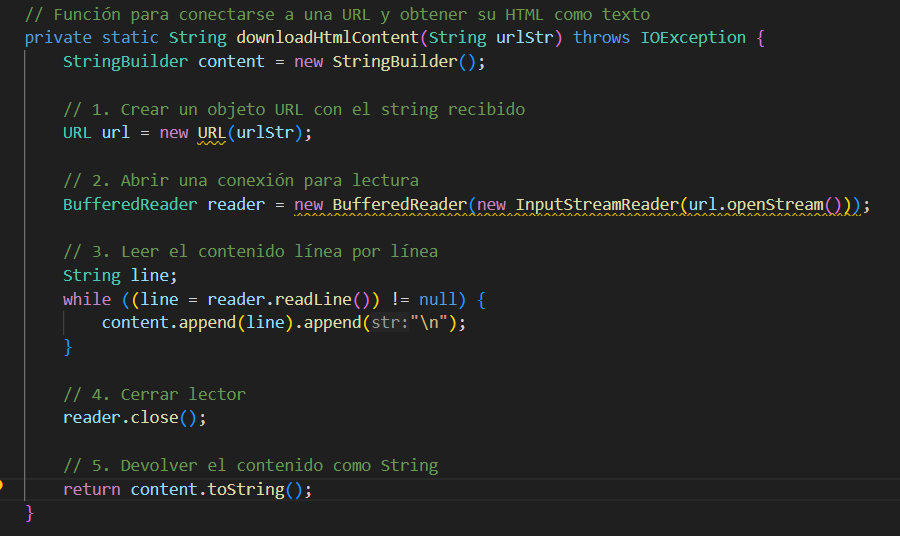 // Función para conectarse a una URL y obtener su HTML como texto
private static String downloadHtmlContent(String urlStr) throws IOException {
    StringBuilder content = new StringBuilder();

    // 1. Crear un objeto URL con el string recibido
    URL url = new URL(urlStr);

    // 2. Abrir una conexión para lectura
    BufferedReader reader = new BufferedReader(new InputStreamReader(url.openStream()));

    // 3. Leer el contenido línea por línea
    String line;
    while ((line = reader.readLine()) != null) {
        content.append(line).append(str:"\n");
    }

    // 4. Cerrar lector
    reader.close();

    // 5. Devolver el contenido como String
    return content.toString();
}